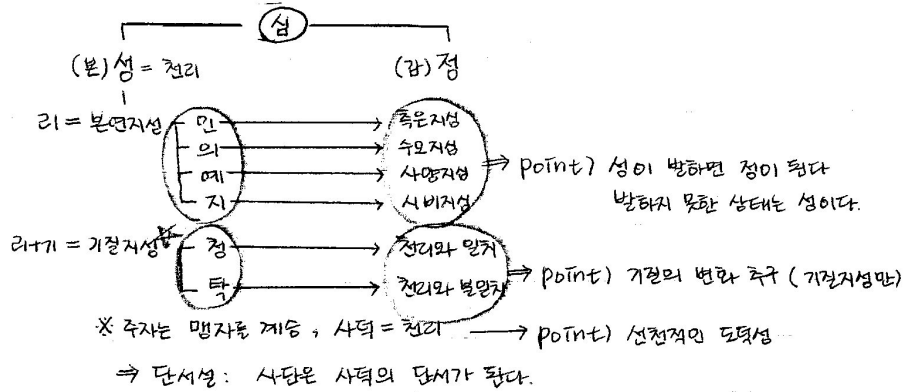 심
(본)성 = 천리 (감)정
리 = 본연지성 인 측은지심
의 수오지심
예 사양지심 ⇒ point) 성이 발하면 정이 된다
지 시비지심 발하지 못한 상태는 성이다.
리+기 = 기질지성 청 천리와 일치
탁 천리와 불일치 ⇒ point) 기질의 변화 추구 (기질지성만)
※ 주자는 맹자를 계승, 사덕 = 천리 → point) 선천적인 도덕성
⇒ 단서설: 사단은 사덕의 단서가 된다.